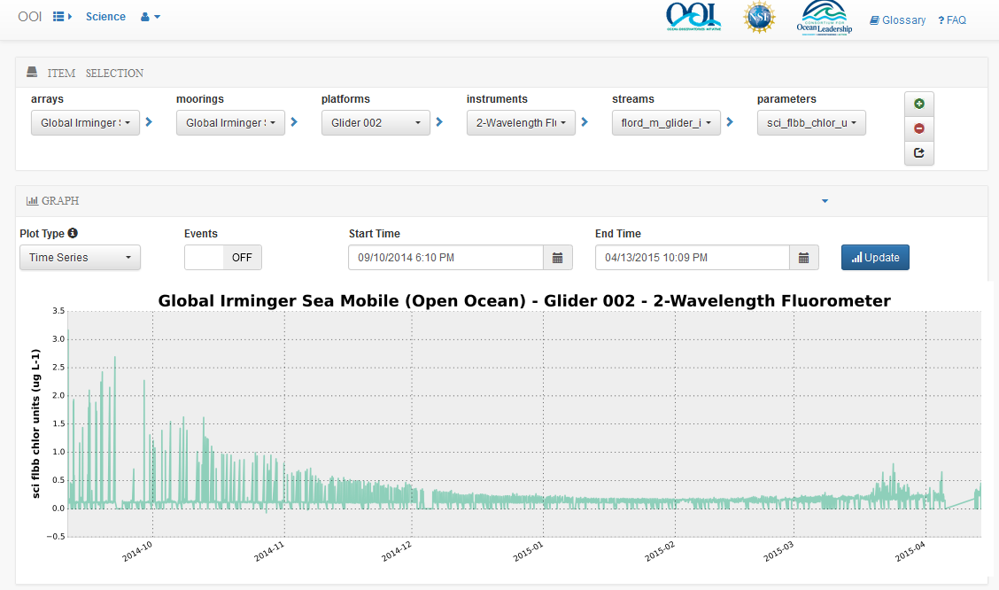 OOI Science OOI NSF Ocean Leadership Glossary ? FAQ
OCEAN OBSERVATORIES INITIATIVE CONSORTIUM FOR
ITEM SELECTION
arrays moorings platforms instruments streams parameters
Global Irminger S Global Irminger S Glider 002 2-Wavelength Flu flord_m_glider_i sci_flbb_chlor_u
GRAPH
Plot Type Events Start Time End Time
Time Series OFF 09/10/2014 6:10 PM 04/13/2015 10:09 PM Update
Global Irminger Sea Mobile (Open Ocean) - Glider 002 - 2-Wavelength Fluorometer
sci flbb chlor units (ug L-1)
3.5
3.0
2.5
2.0
1.5
1.0
0.5
0.0
−0.5
2014-10 2014-11 2014-12 2015-01 2015-02 2015-03 2015-04